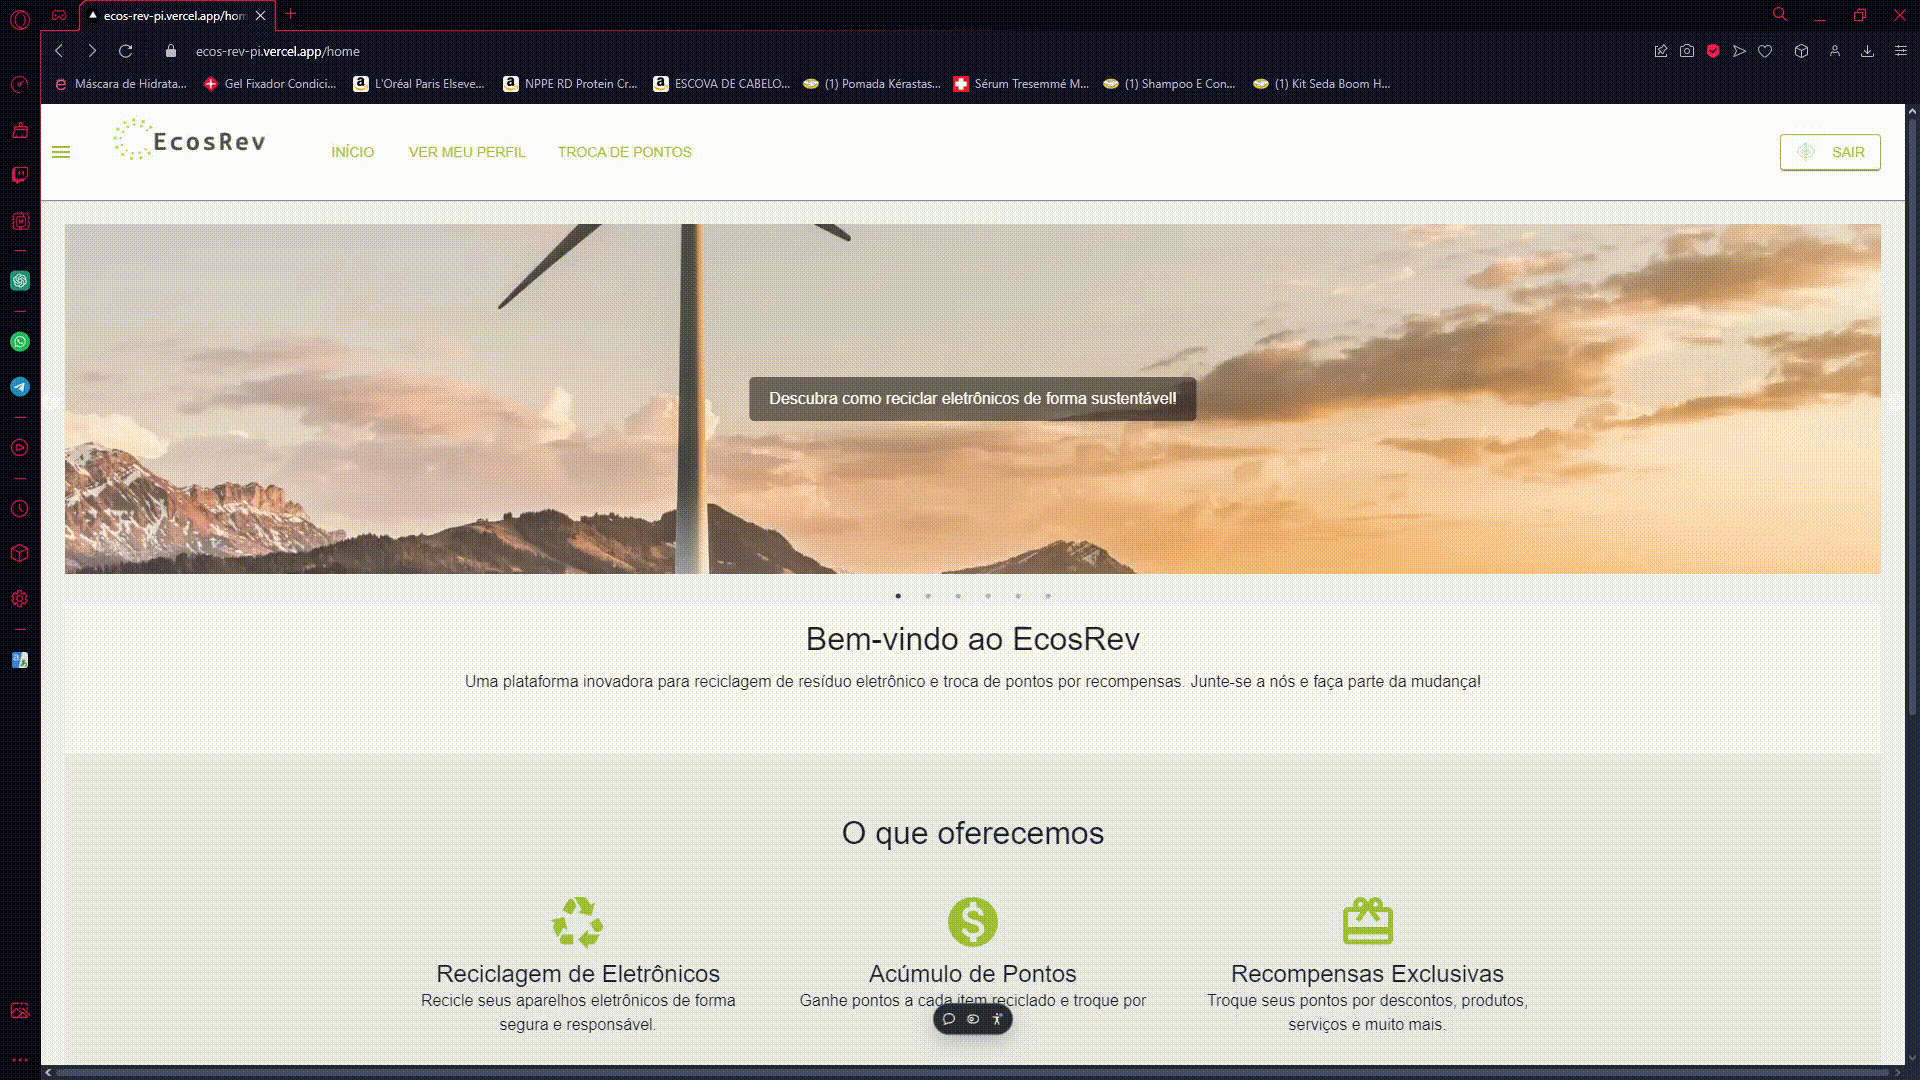 ecos-rev-pi.vercel.app/hom
ecos-rev-pi.vercel.app/home
Máscara de Hidrata...
Gel Fixador Condici...
L'Oréal Paris Elseve...
NPPE RD Protein Cr...
ESCOVA DE CABELO...
(1) Pomada Kérastas...
Sérum Tresemmé M...
(1) Shampoo E Con...
(1) Kit Seda Boom H...
EcosRev
INÍCIO
VER MEU PERFIL
TROCA DE PONTOS
SAIR
Descubra como reciclar eletrônicos de forma sustentável!
Bem-vindo ao EcosRev
Uma plataforma inovadora para reciclagem de resíduo eletrônico e troca de pontos por recompensas. Junte-se a nós e faça parte da mudança!
O que oferecemos
Reciclagem de Eletrônicos
Recicle seus aparelhos eletrônicos de forma
segura e responsável.
Acúmulo de Pontos
Ganhe pontos a cada item reciclado e troque por
Recompensas Exclusivas
Troque seus pontos por descontos, produtos,
serviços e muito mais.